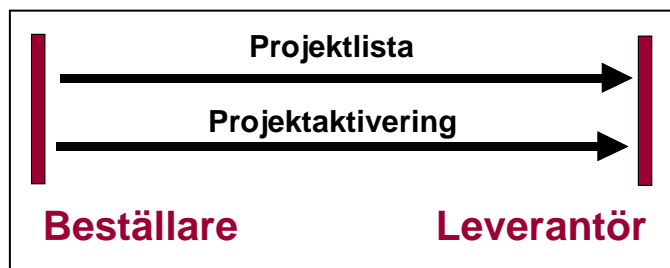 Projektlista
Projektaktivering
Beställare Leverantör